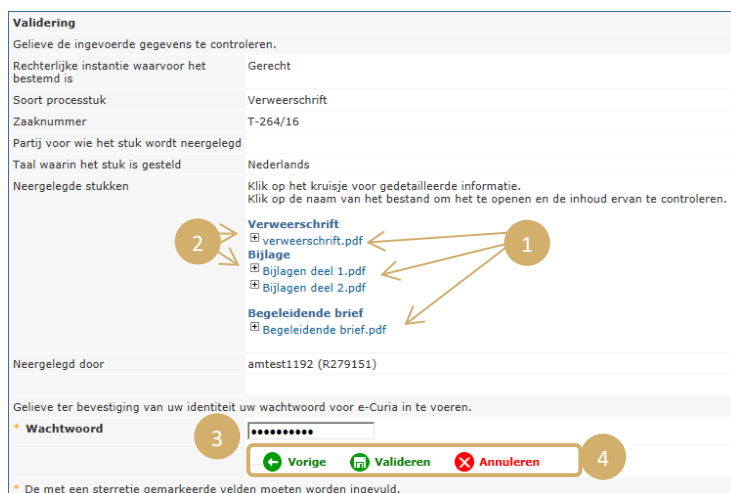 Validering
Gelieve de ingevoerde gegevens te controleren.
Rechterlijke instantie waarvoor het bestemd is Gerecht
Soort processtuk Verweerschrift
Zaaknummer T-264/16
Partij voor wie het stuk wordt neergelegd
Taal waarin het stuk is gesteld Nederlands
Neergelegde stukken Klik op het kruisje voor gedetailleerde informatie.
Klik op de naam van het bestand om het te openen en de inhoud ervan te controleren.
Verweerschrift
verweerschrift.pdf
2
1
Bijlage
Bijlagen deel 1.pdf
Bijlagen deel 2.pdf
Begeleidende brief
Begeleidende brief.pdf
Neergelegd door amtest1192 (R279151)
Gelieve ter bevestiging van uw identiteit uw wachtwoord voor e-Curia in te voeren.
* Wachtwoord 3 ••••••••••
Vorige Valideren Annuleren 4
* De met een sterretje gemarkeerde velden moeten worden ingevuld.